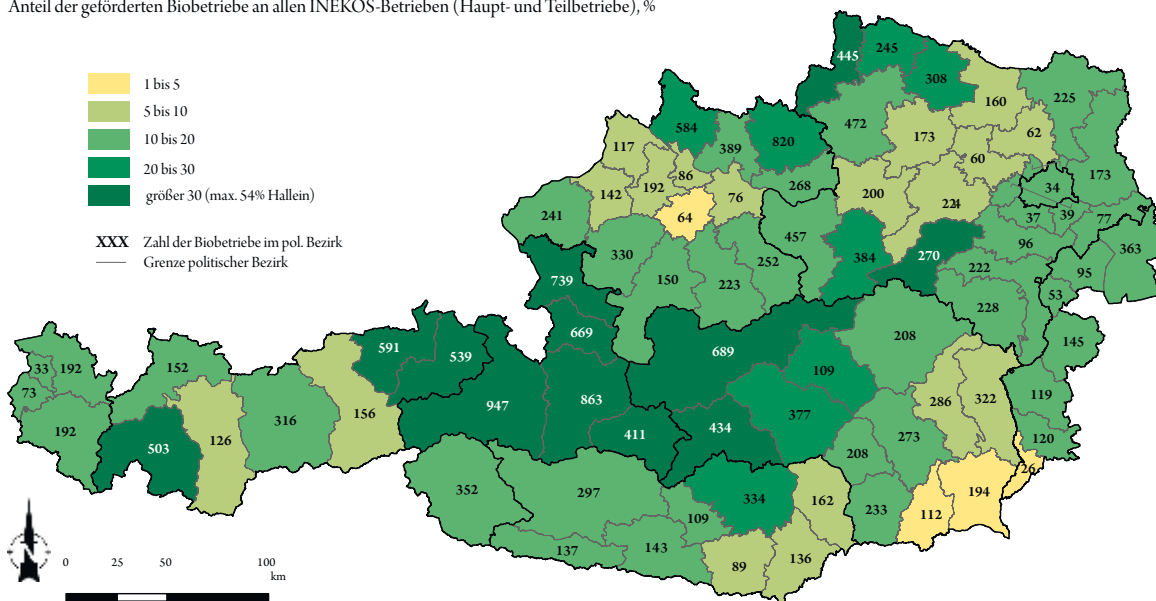 Anteil der geförderten Biobetriebe an allen INEKOS-Betrieben (Haupt- und Teilbetriebe), %
1 bis 5
5 bis 10
10 bis 20
20 bis 30
größer 30 (max. 54% Hallein)
XXX Zahl der Biobetriebe im pol. Bezirk
Grenze politischer Bezirk
445 245
308
160 225
584 820 472 173 62
117 389
60
86 268 173
142 192 76 200 34
241 64 224
37 39 77
457 96 363
330 384 270
252 222 95
739 150 223
228 53
669 208 145
591 539 689
33 192 152 109
73 286 322 119
947 863 377
156 316
192 126 411 434 273 120
503 208
26
352 297 334 162 194
109 233 112
137 143 136
89
N
0 25 50 100
km